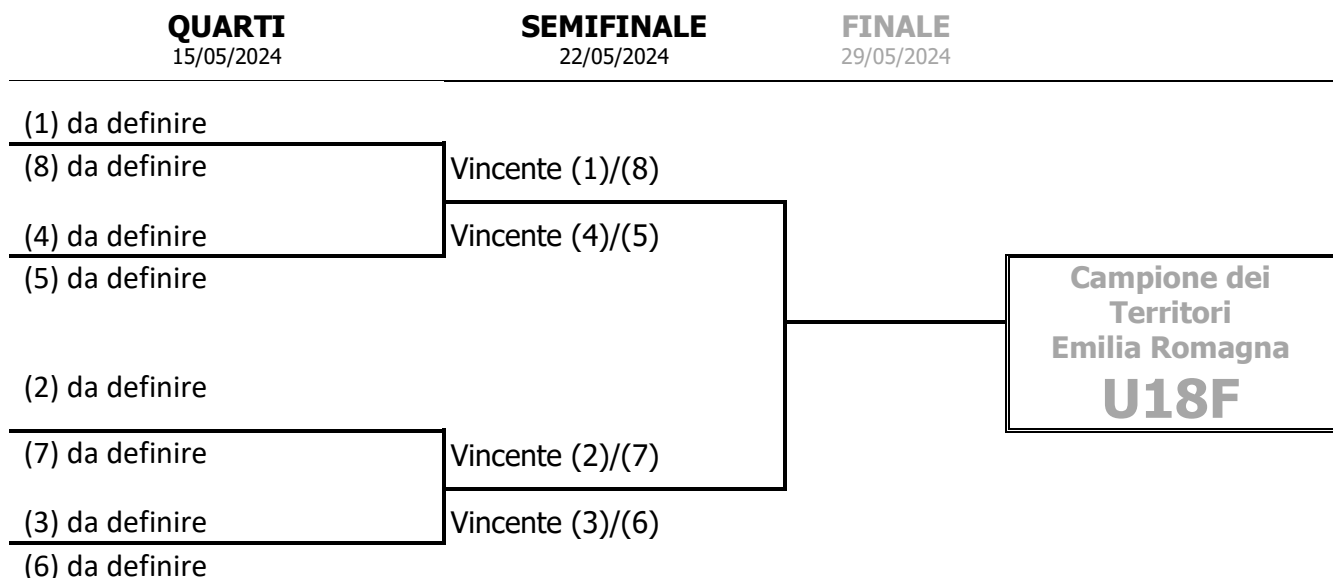 QUARTI
15/05/2024
SEMIFINALE
22/05/2024
FINALE
29/05/2024
(1) da definire
(8) da definire
Vincente (1)/(8)
(4) da definire
Vincente (4)/(5)
(5) da definire
Campione dei
Territori
Emilia Romagna
U18F
(2) da definire
(7) da definire
Vincente (2)/(7)
(3) da definire
Vincente (3)/(6)
(6) da definire